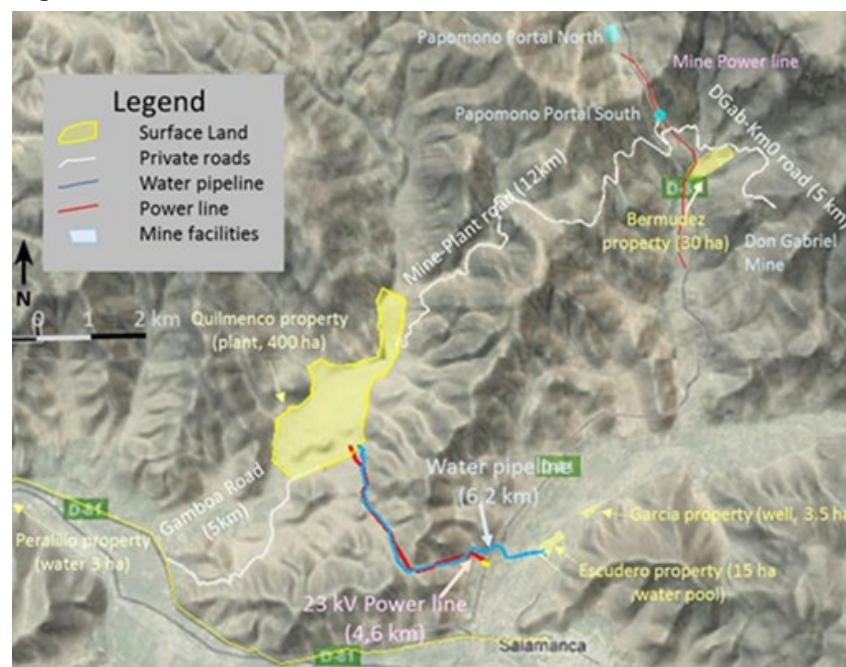 Papomono Portal North
Mine Power line
Legend
Surface Land
Private roads
Water pipeline
Power line
Mine facilities
Papomono Portal South
DGab-Km0 road (5 km)
Mine-Plant road (12km)
Bermudez
property (30 ha)
Don Gabriel
Mine
N
0 1 2 km
Quilmenco property
(plant, 400 ha)
Water pipeline
(6,2 km)
Gamboa Road
(5km)
D-81
Peralillo property
(water 3 ha)
Garcia property (well, 3.5 ha
Escudero property (15 ha
,water pool)
23 kV Power line
(4,6 km)
Salamanca
D-81